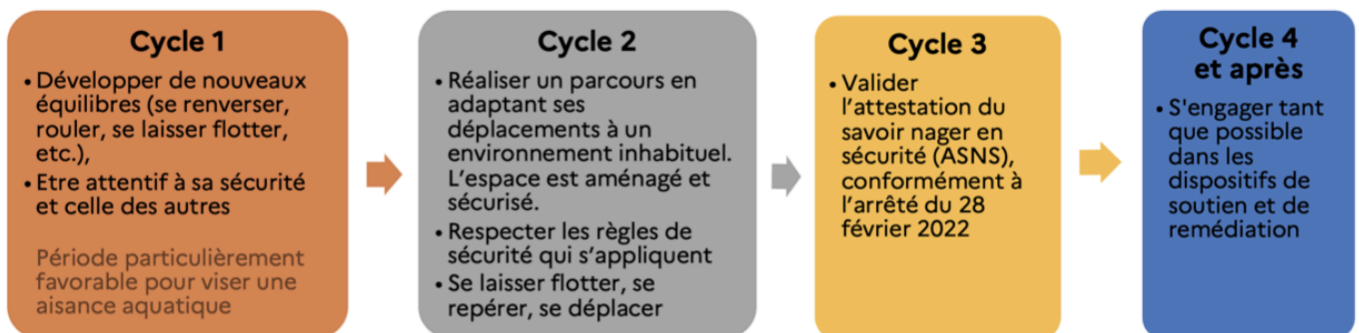 Cycle 1
• Développer de nouveaux
équilibres (se renverser,
rouler, se laisser flotter,
etc.),
• Etre attentif à sa sécurité
et celle des autres
Période particulièrement
favorable pour viser une
aisance aquatique
Cycle 2
• Réaliser un parcours en
adaptant ses
déplacements à un
environnement inhabituel.
L’espace est aménagé et
sécurisé.
• Respecter les règles de
sécurité qui s’appliquent
• Se laisser flotter, se
repérer, se déplacer
Cycle 3
• Valider
l’attestation du
savoir nager en
sécurité (ASNS),
conformément à
l’arrêté du 28
février 2022
Cycle 4
et après
• S'engager tant
que possible
dans les
dispositifs de
soutien et de
remédiation